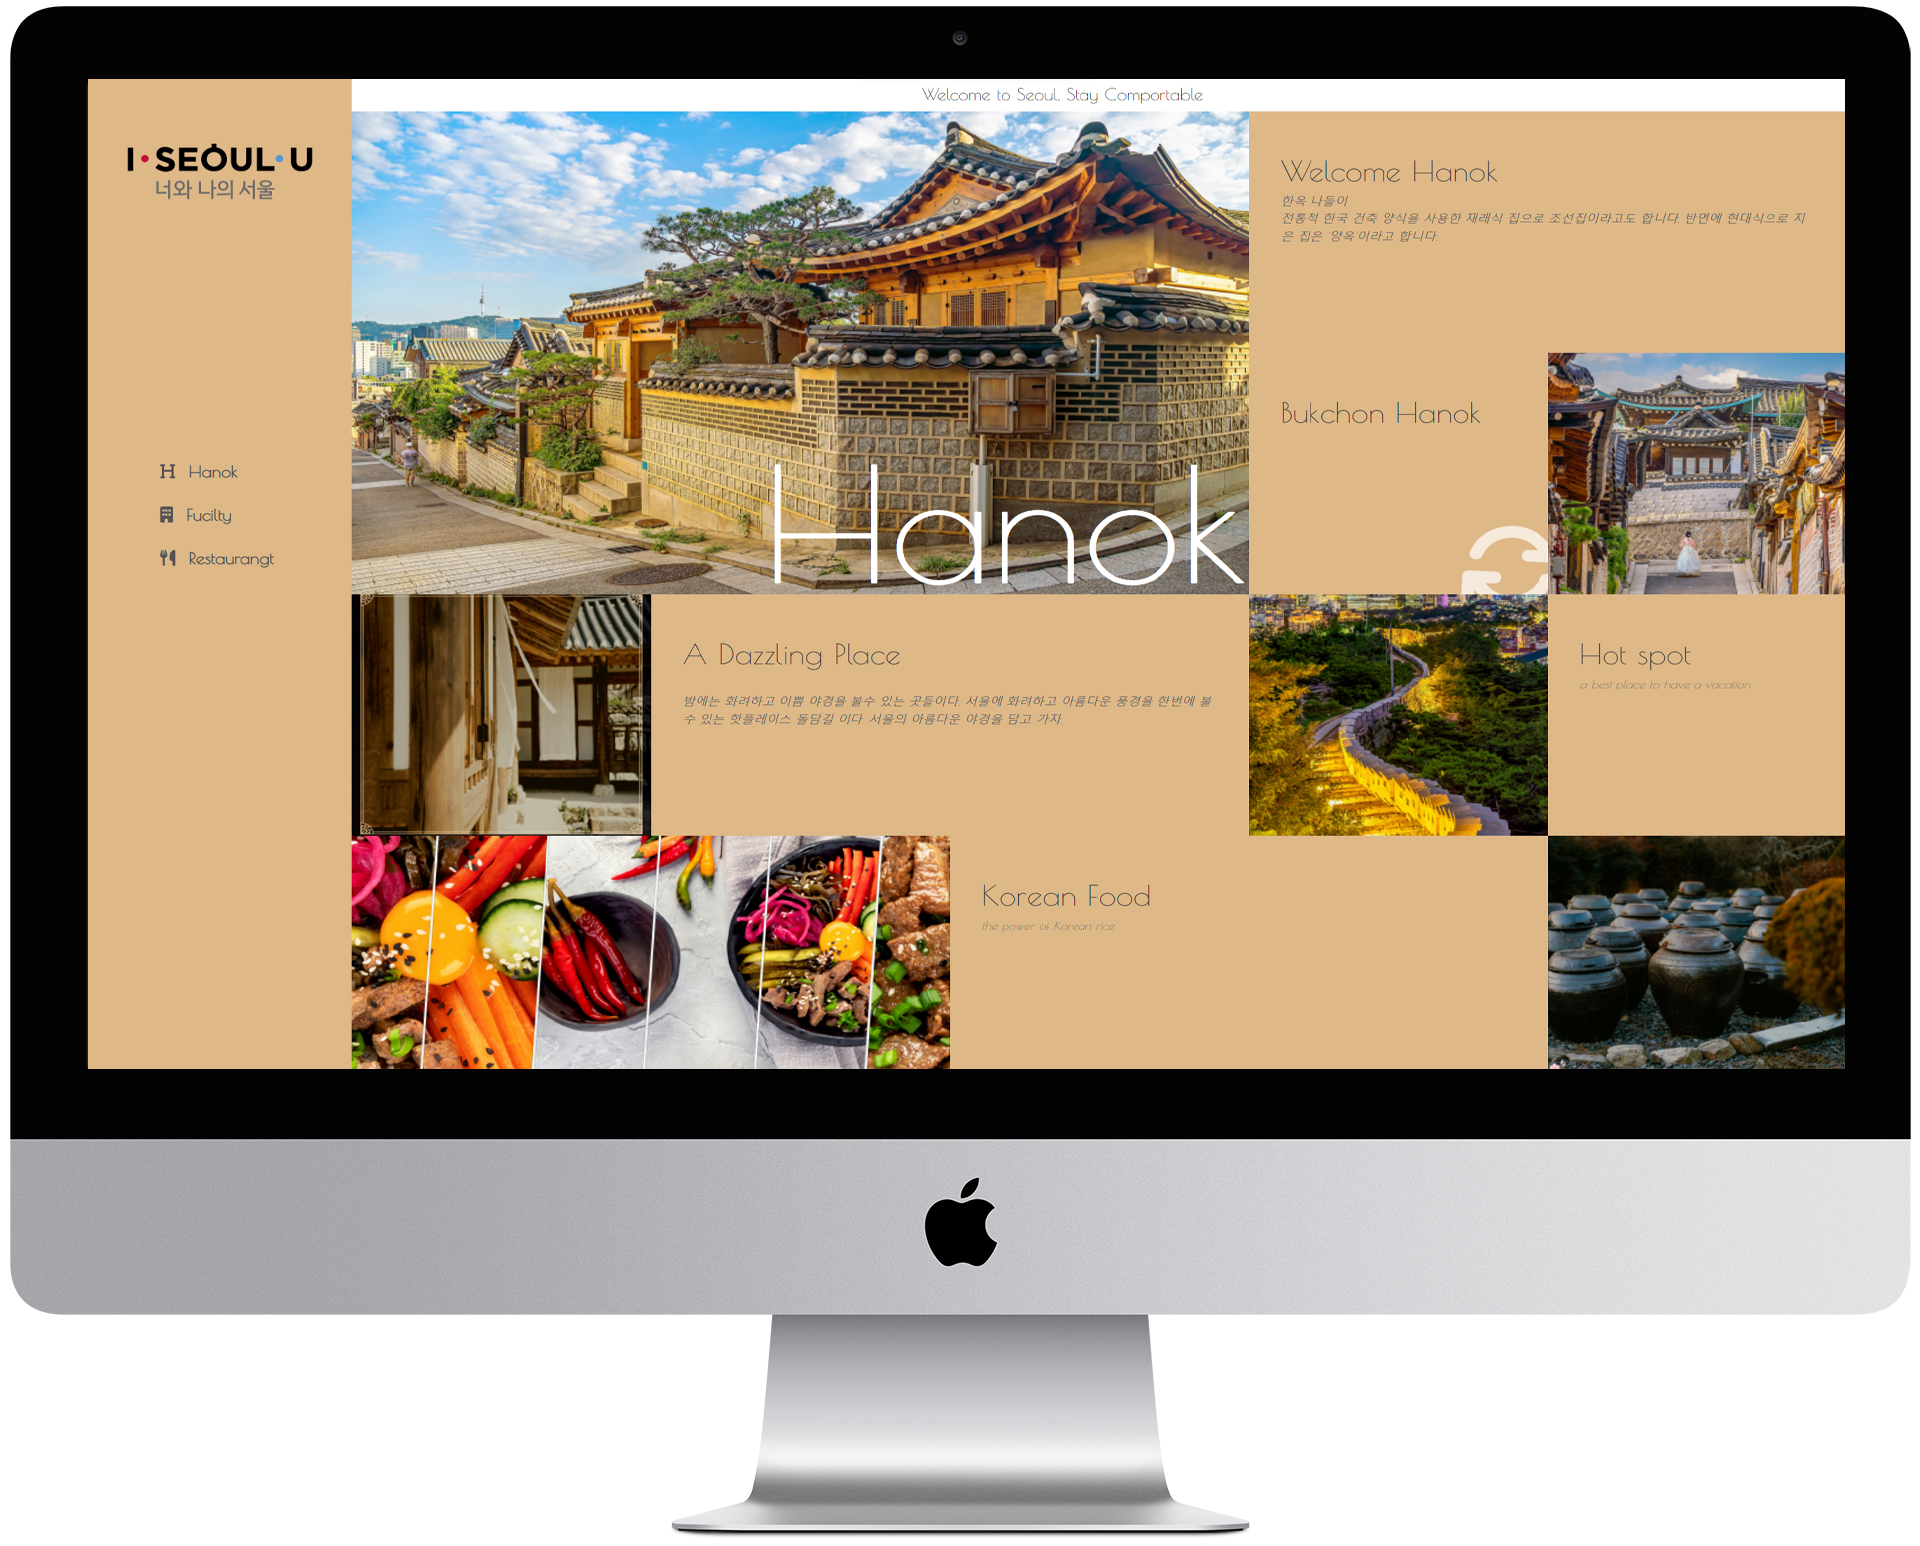 Welcome to Seoul, Stay Comportable
I·SEOUL·U
너와 나의 서울
H Hanok
Fucilty
Restaurangt
Hanok
Welcome Hanok
한옥 나들이
전통적 한국 건축 양식을 사용한 재래식 집으로 조선집이라고도 합니다. 반면에 현대식으로 지
은 집은 '양옥'이라고 합니다.
Bukchon Hanok
A Dazzling Place
밤에는 화려하고 이쁨 야경을 볼수 있는 곳들이다. 서울에 화려하고 아름다운 풍경을 한번에 볼
수 있는 핫플레이스 돌담길 이다. 서울의 아름다운 야경을 담고 가자.
Hot spot
a best place to have a vacation
Korean Food
the power of Korean rice.